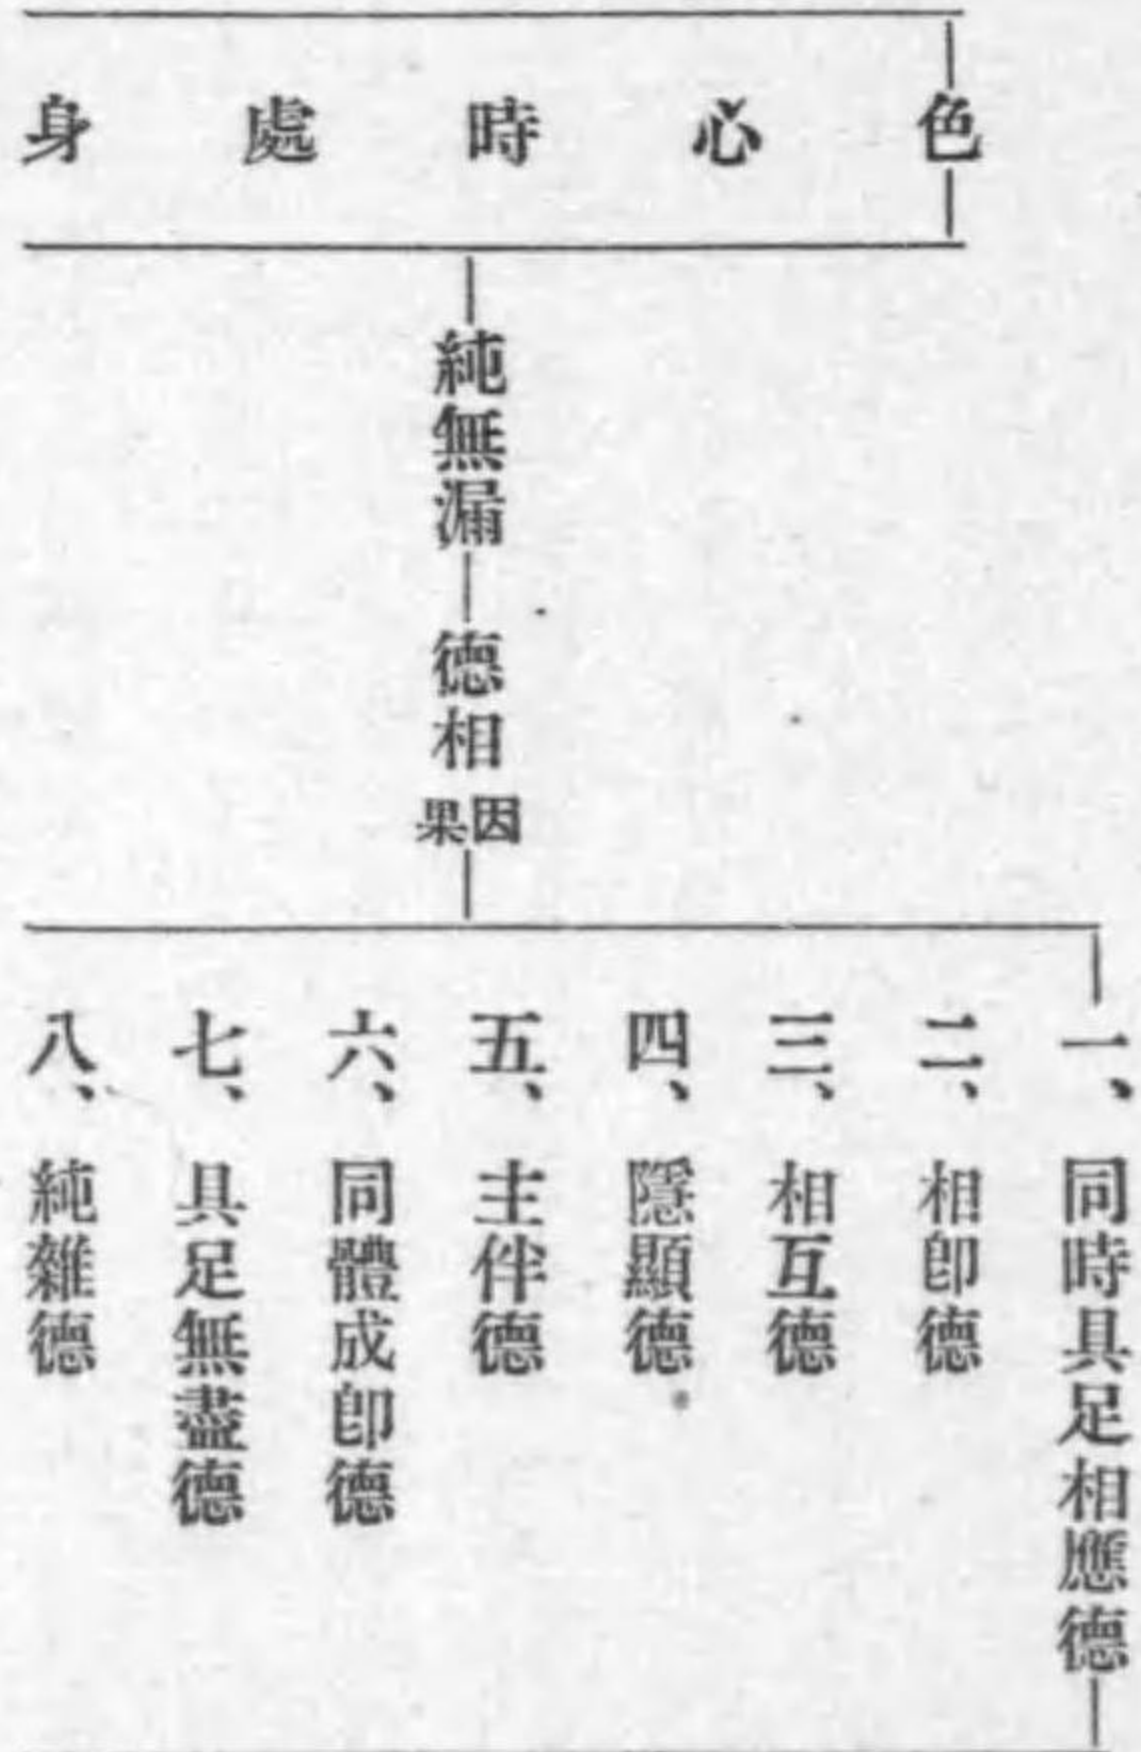 色
心
時
處
身
純無漏
德相
因
果
一、同時具足相應德
二、相卽德
三、相互德
四、隱顯德
五、主伴德
六、同體成卽德
七、具足無盡德
八、純雜德